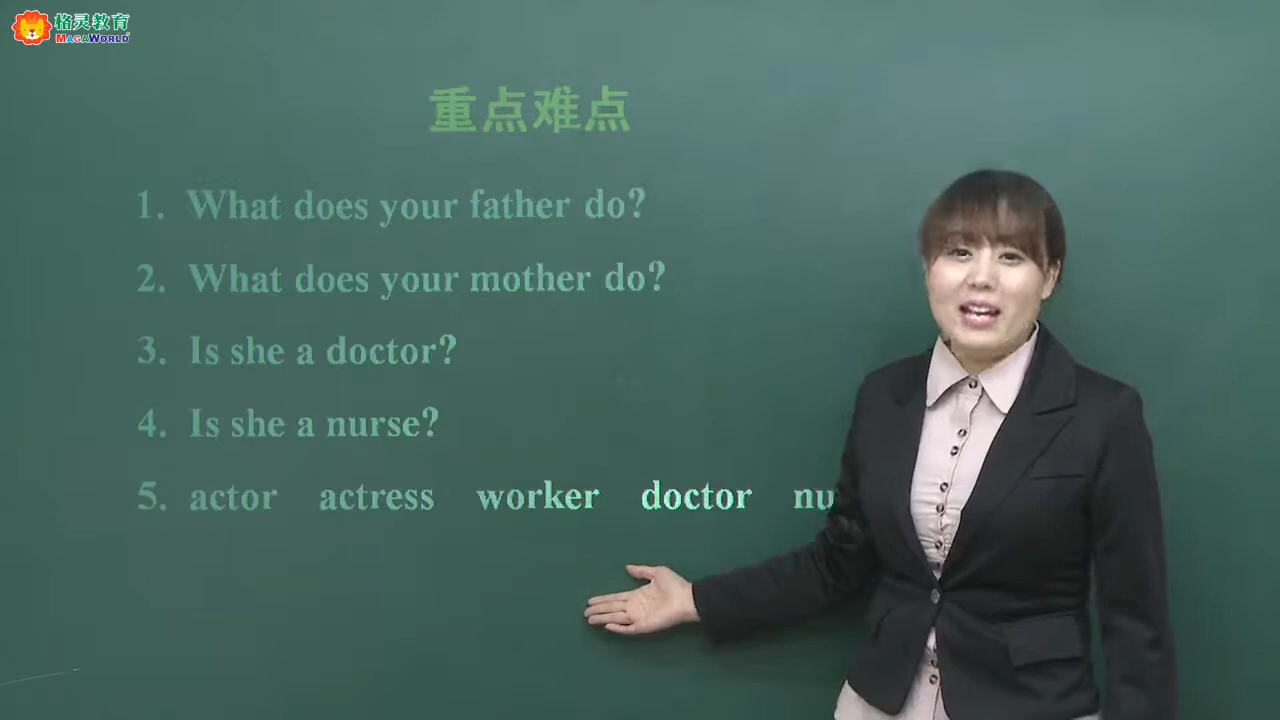 格灵教育
MAGAWORLD
重点难点
1. What does your father do?
2. What does your mother do?
3. Is she a doctor?
4. Is she a nurse?
5. actor actress worker doctor